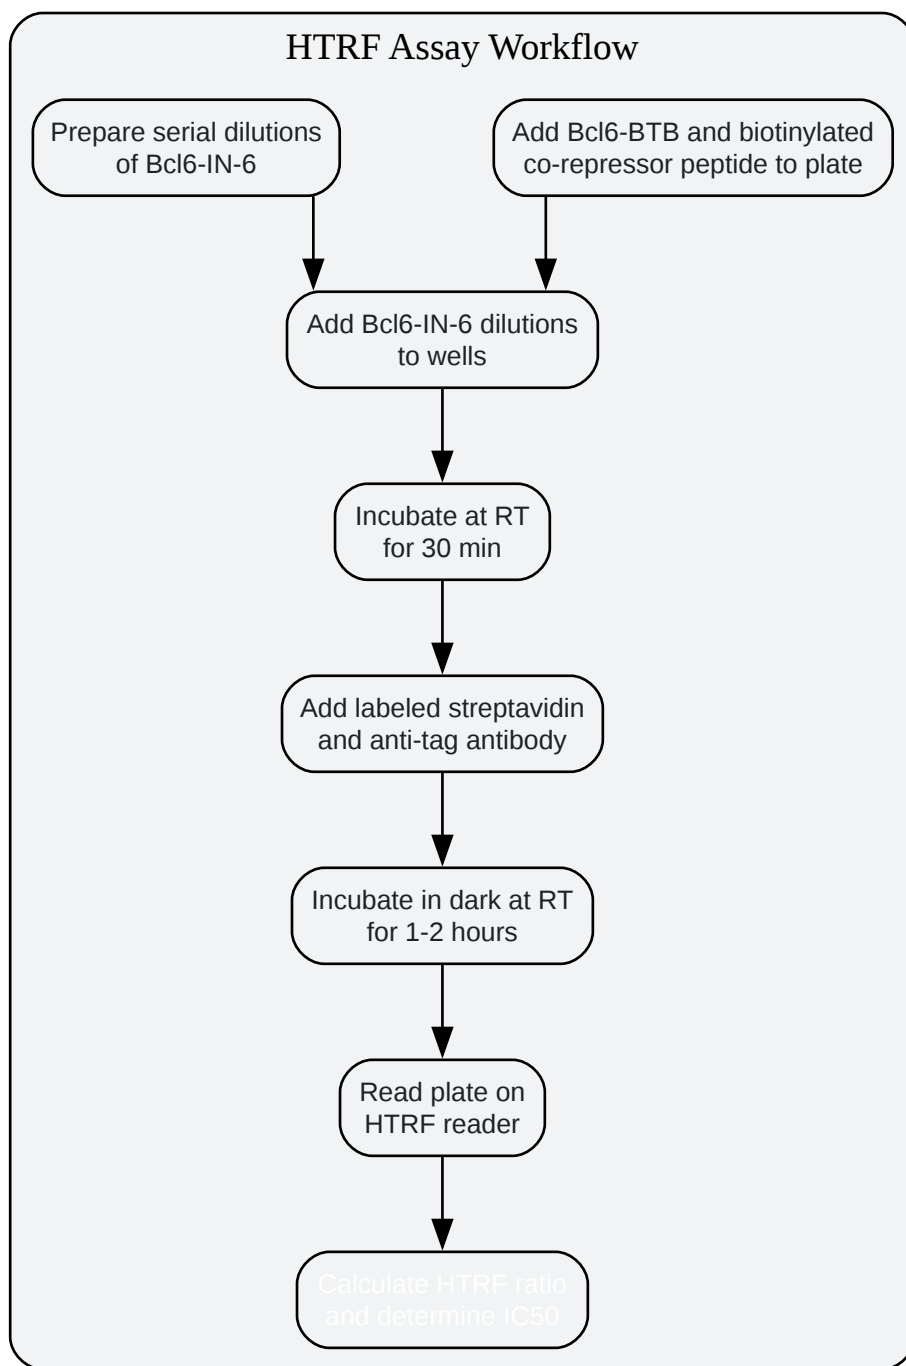 HTRF Assay Workflow
Prepare serial dilutions
of Bcl6-IN-6
Add Bcl6-BTB and biotinylated
co-repressor peptide to plate
Add Bcl6-IN-6 dilutions
to wells
Incubate at RT
for 30 min
Add labeled streptavidin
and anti-tag antibody
Incubate in dark at RT
for 1-2 hours
Read plate on
HTRF reader
Calculate HTRF ratio
and determine IC50